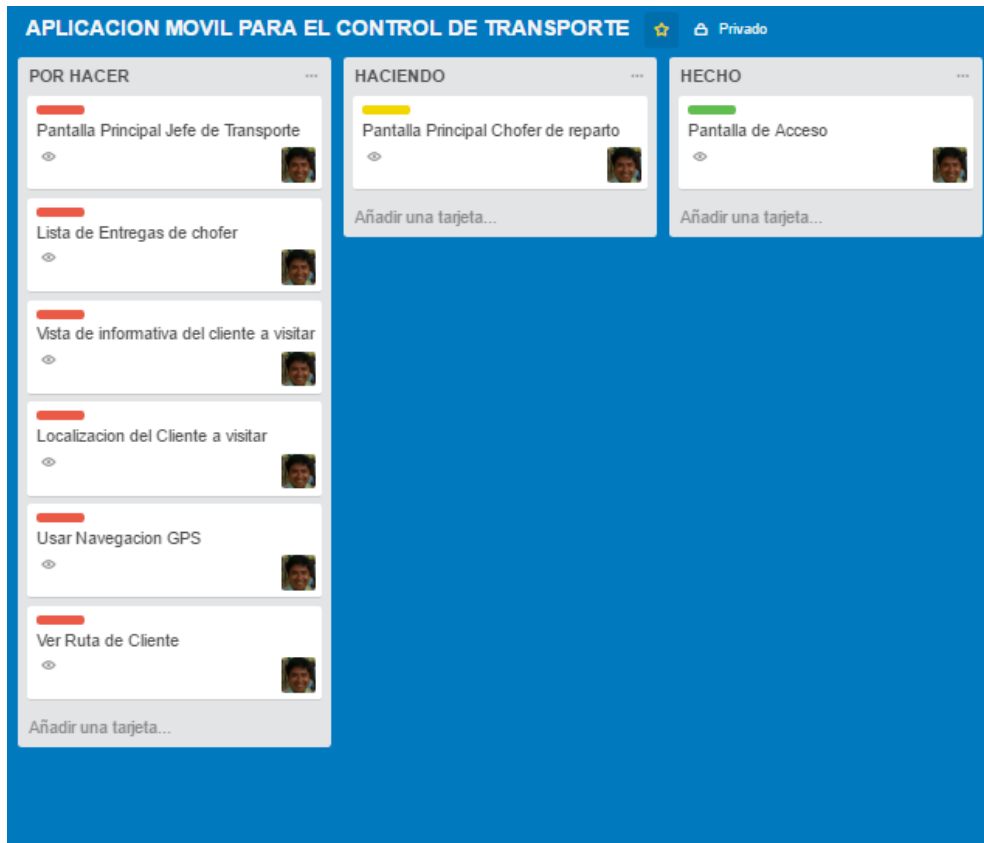 APLICACION MOVIL PARA EL CONTROL DE TRANSPORTE
Privado
POR HACER
Pantalla Principal Jefe de Transporte
Lista de Entregas de chofer
Vista de informativa del cliente a visitar
Localizacion del Cliente a visitar
Usar Navegacion GPS
Ver Ruta de Cliente
Añadir una tarjeta...
HACIENDO
Pantalla Principal Chofer de reparto
Añadir una tarjeta...
HECHO
Pantalla de Acceso
Añadir una tarjeta...